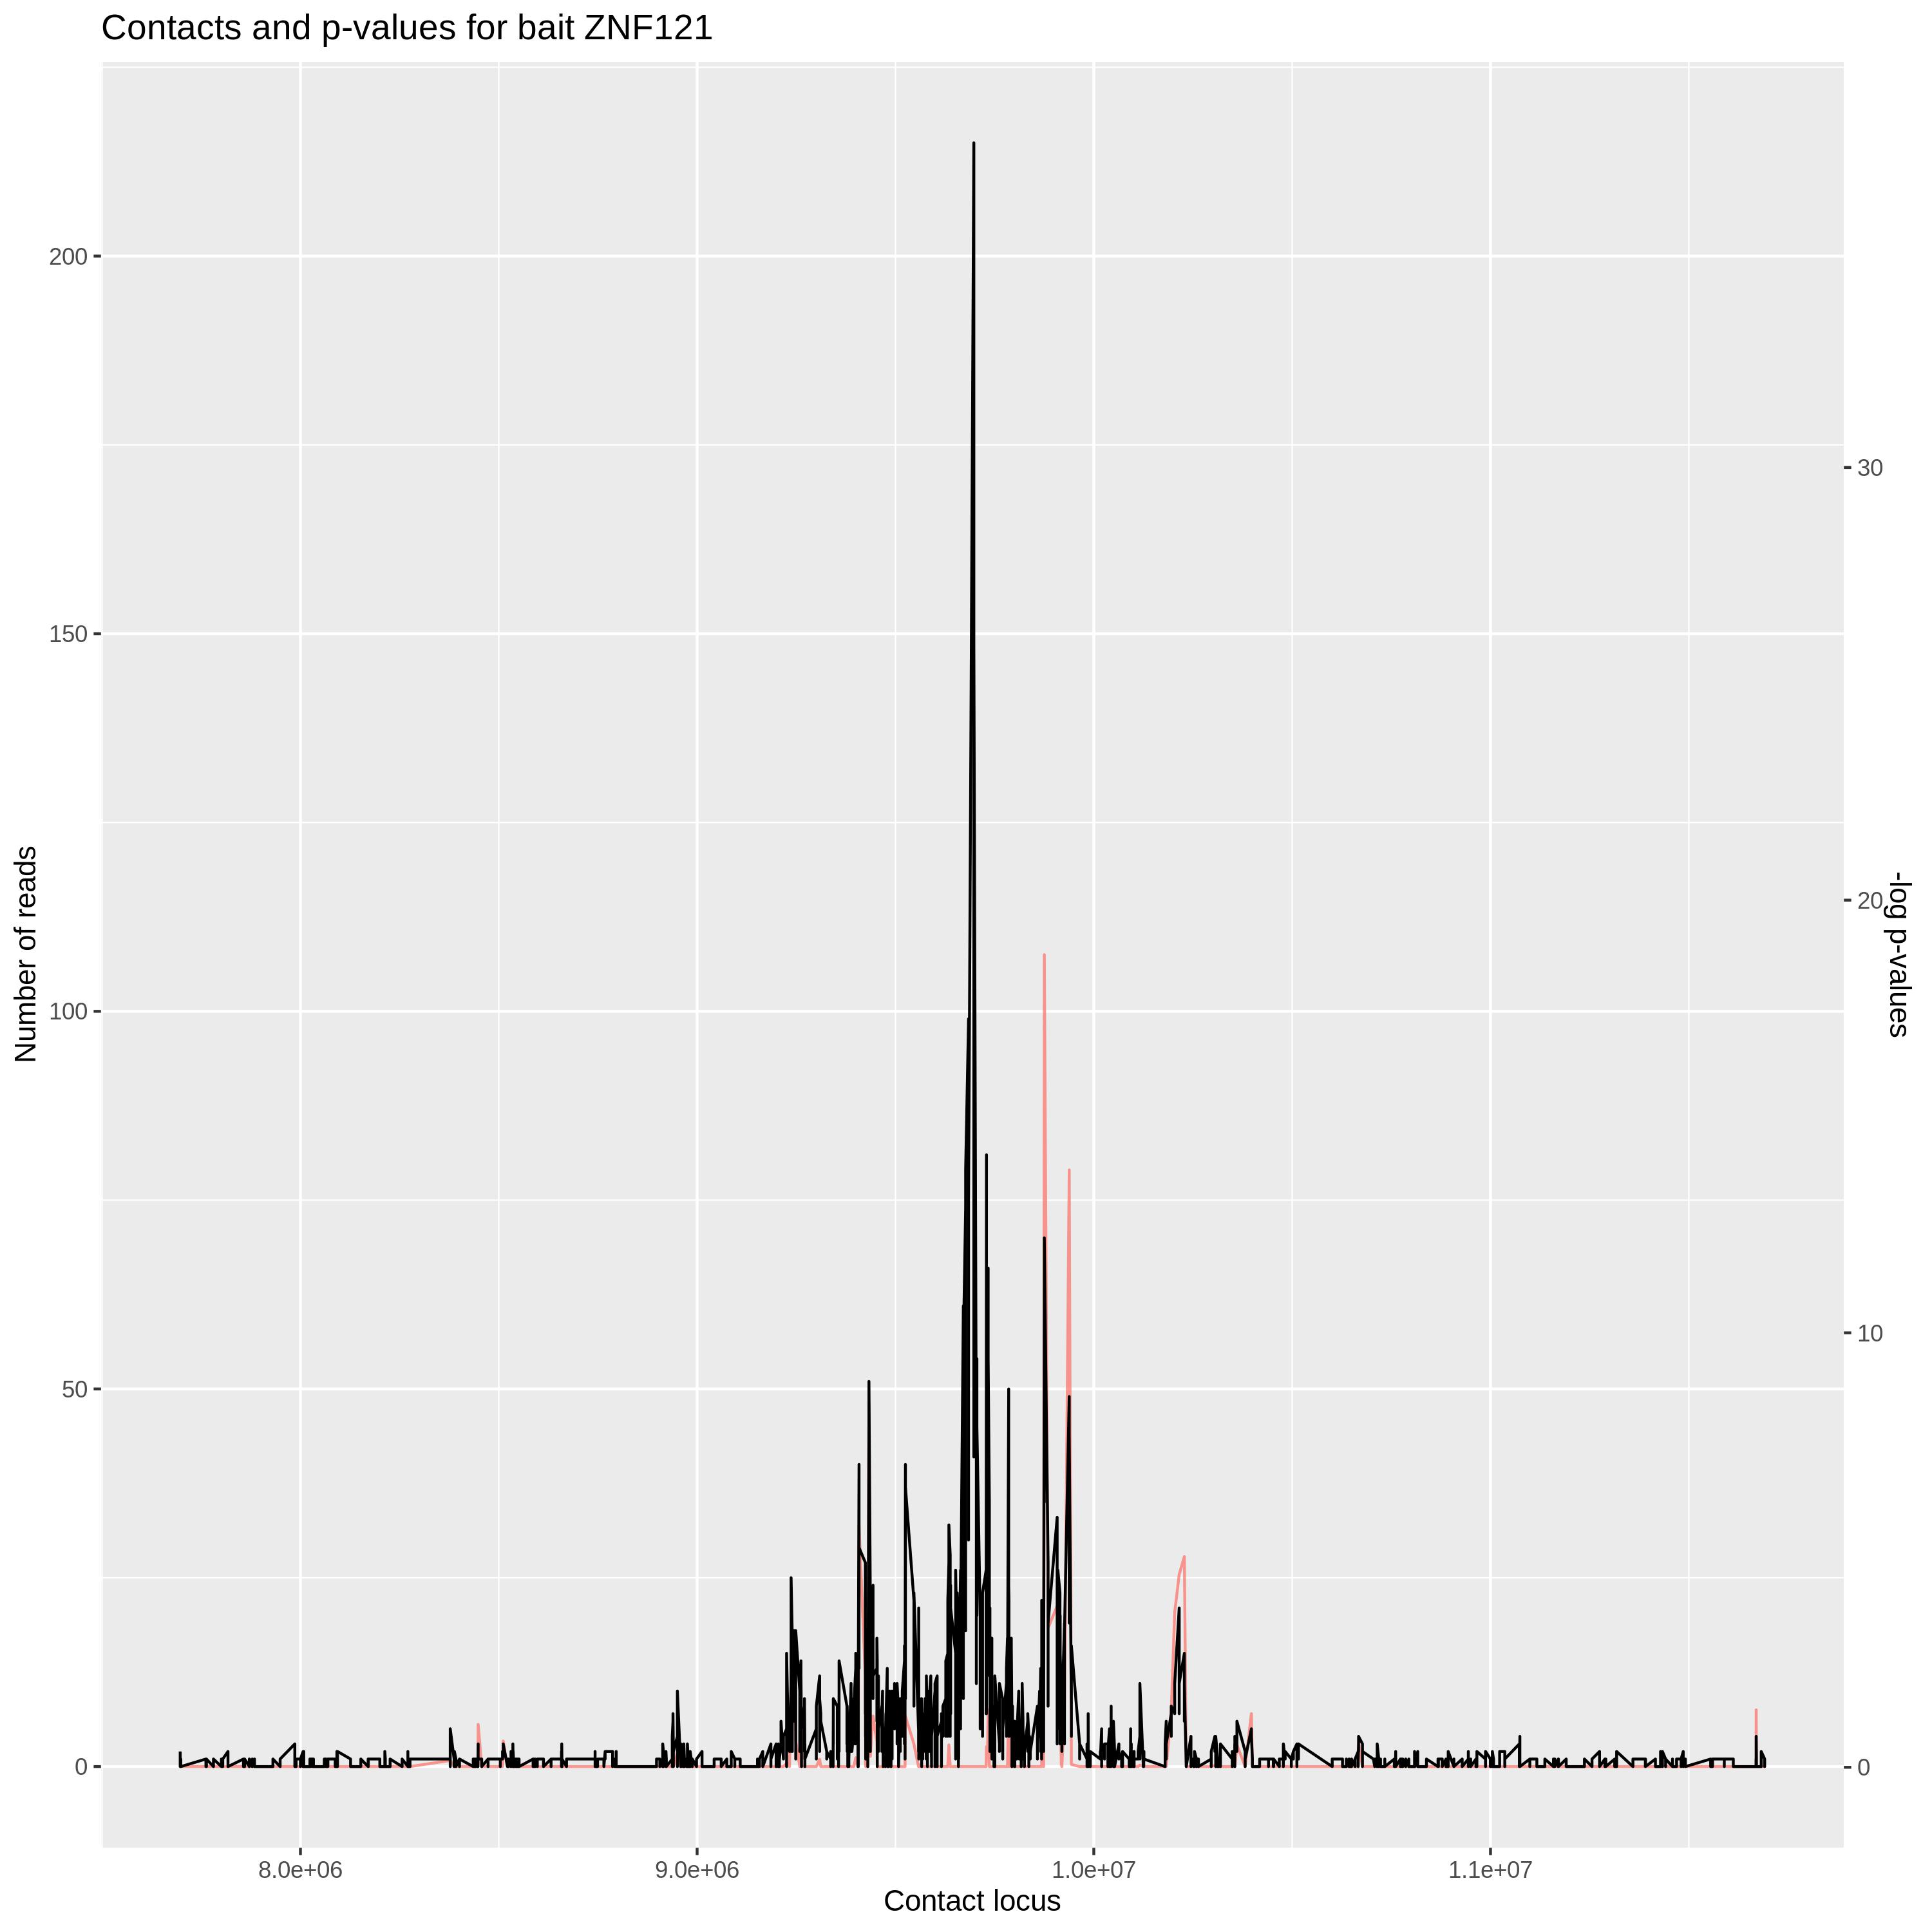 Contacts and p-values for bait ZNF121
200
150
100
50
0
Number of reads
30
20
10
0
-log p-values
8.0e+06
9.0e+06
1.0e+07
1.1e+07
Contact locus